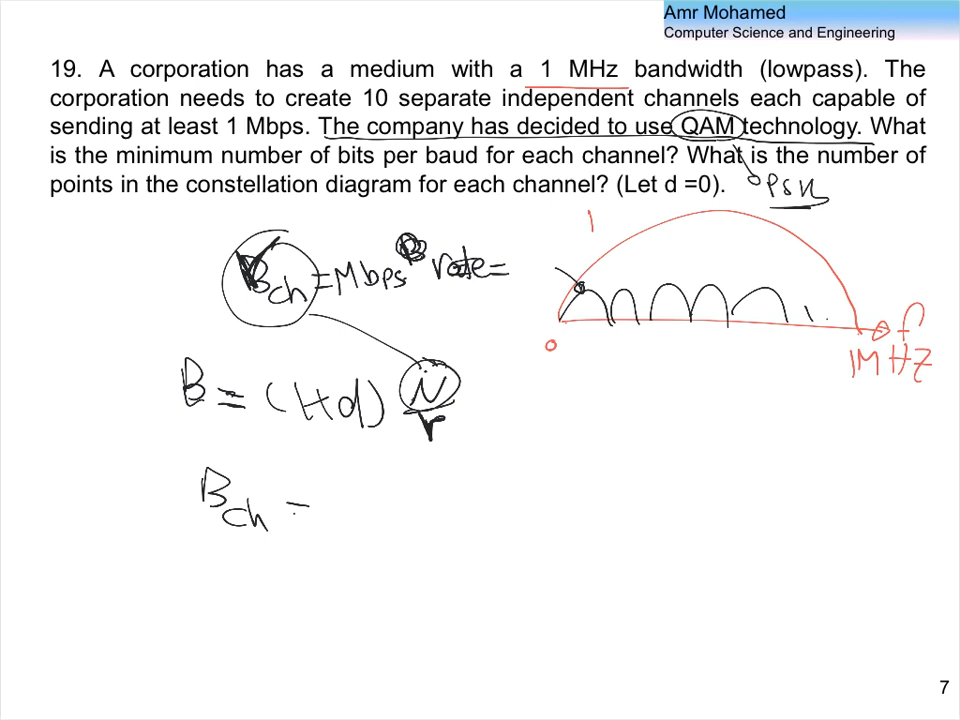 Amr Mohamed
Computer Science and Engineering
19. A corporation has a medium with a 1 MHz bandwidth (lowpass). The
corporation needs to create 10 separate independent channels each capable of
sending at least 1 Mbps. The company has decided to use QAM technology. What
is the minimum number of bits per baud for each channel? What is the number of
points in the constellation diagram for each channel? (Let d =0).
PSK
1
ch = Mbps rate =
0
f
1MHZ
B = (1+d) N
r
B ch =
7